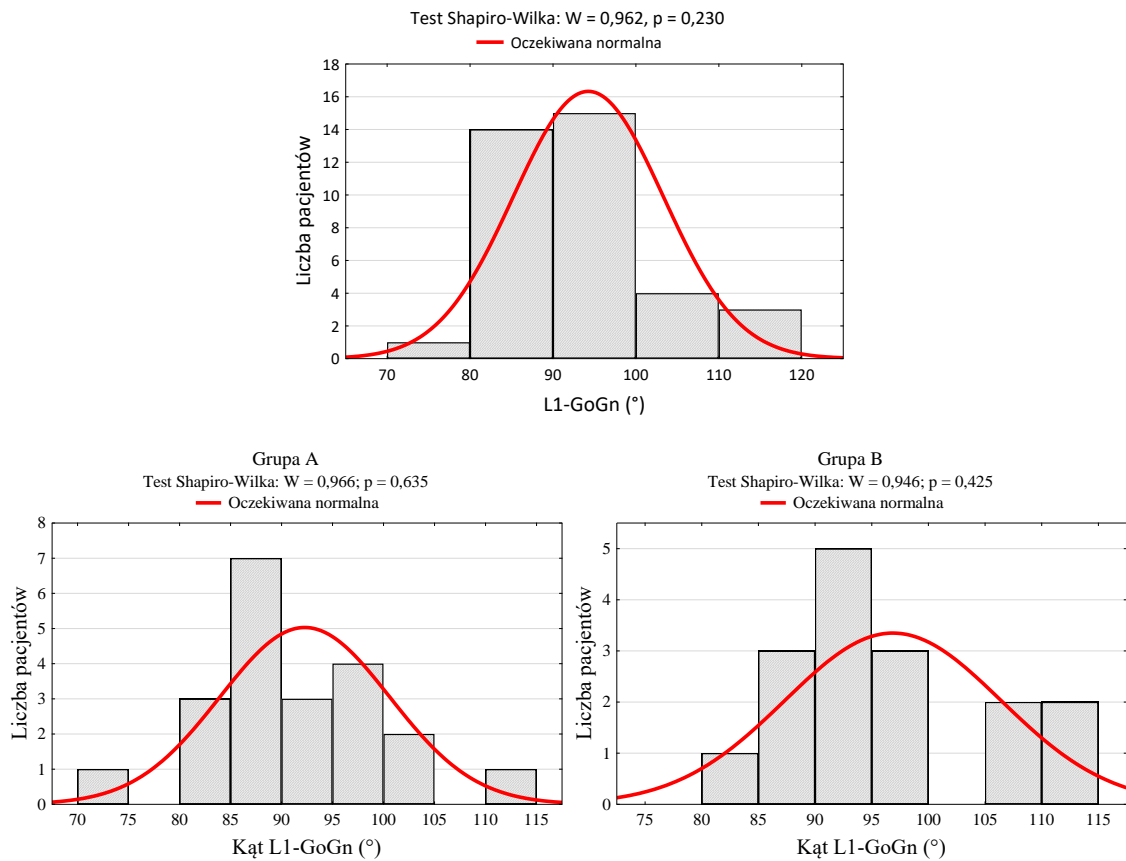 Test Shapiro-Wilka: W = 0,962, p = 0,230
Oczekiwana normalna
Liczba pacjentów
18
16
14
12
10
8
6
4
2
0
70 80 90 100 110 120
L1-GoGn (°)
Grupa A
Test Shapiro-Wilka: W = 0,966; p = 0,635
Oczekiwana normalna
Liczba pacjentów
8
7
6
5
4
3
2
1
0
70 75 80 85 90 95 100 105 110 115
Kąt L1-GoGn (°)
Grupa B
Test Shapiro-Wilka: W = 0,946; p = 0,425
Oczekiwana normalna
Liczba pacjentów
5
4
3
2
1
0
75 80 85 90 95 100 105 110 115
Kąt L1-GoGn (°)